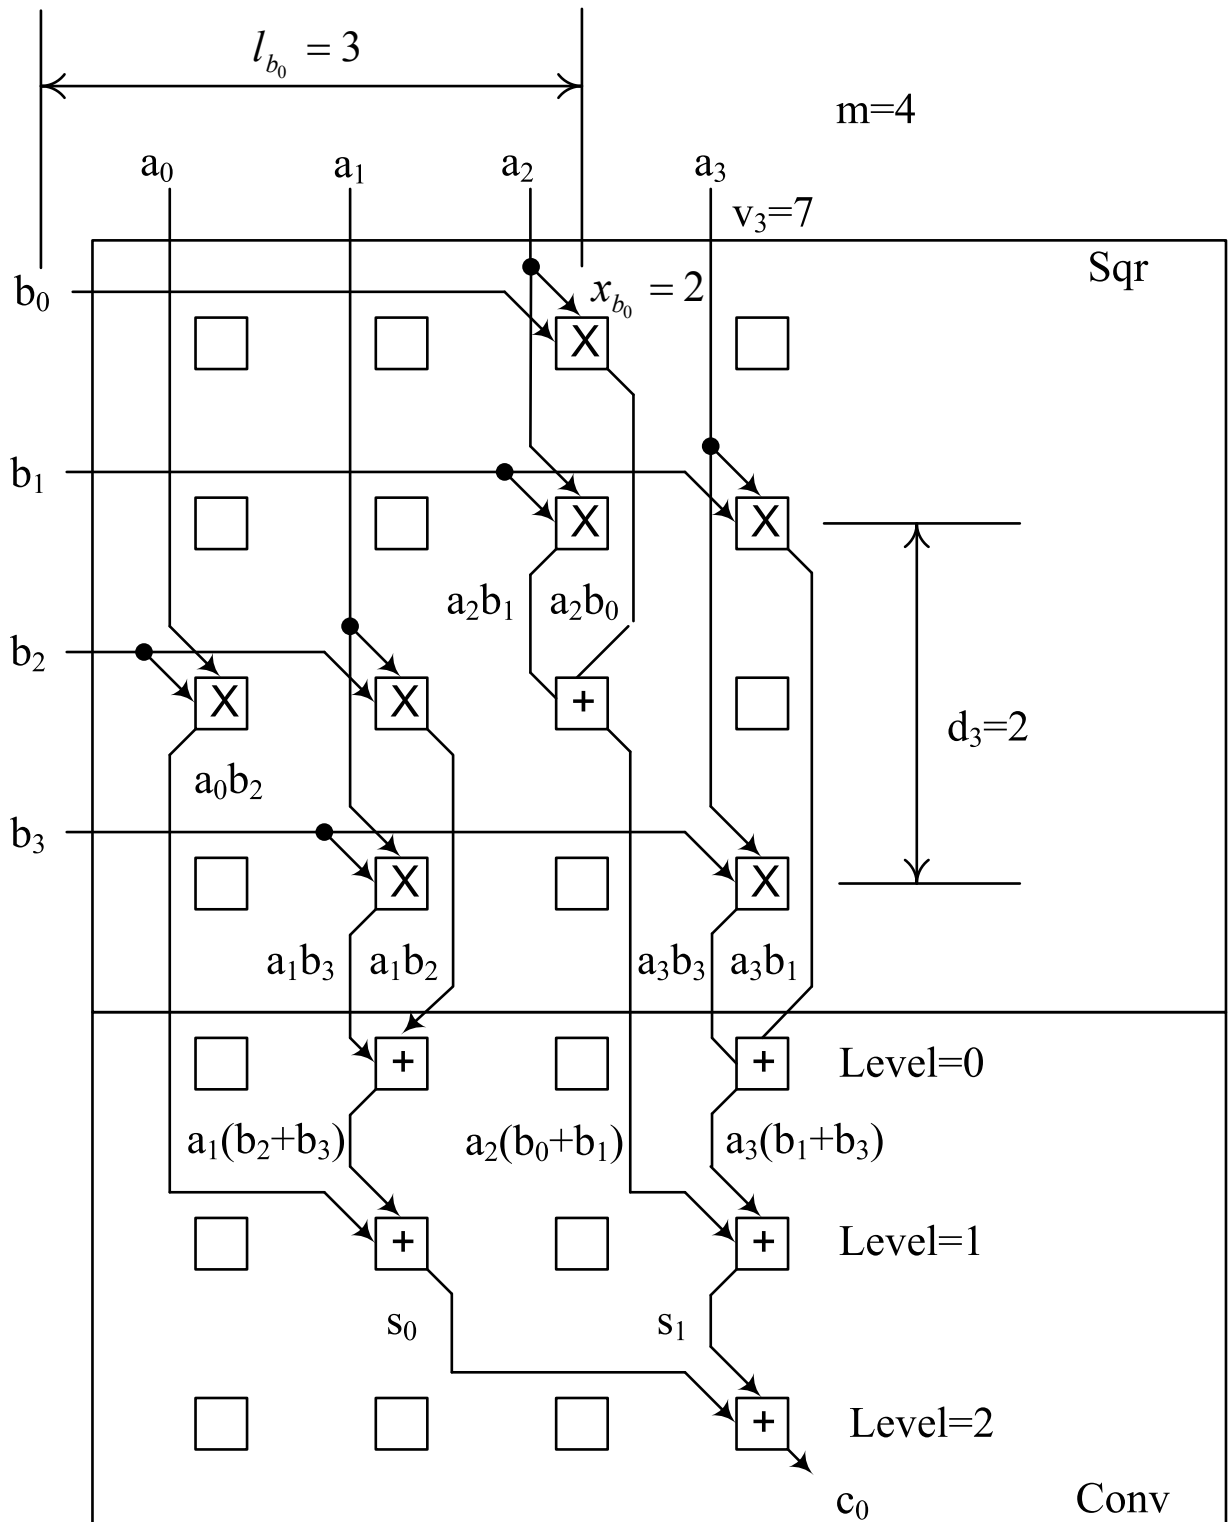 l_{b_0} = 3
m=4
a₀ a₁ a₂ a₃
v₃=7
Sqr
b₀ x_{b_0} = 2
X
b₁
X X
a₂b₁ a₂b₀
b₂
X X +
d₃=2
a₀b₂
b₃
X X
a₁b₃ a₁b₂ a₃b₃ a₃b₁
+ + Level=0
a₁(b₂+b₃) a₂(b₀+b₁) a₃(b₁+b₃)
+ + Level=1
s₀ s₁
+ Level=2
c₀ Conv